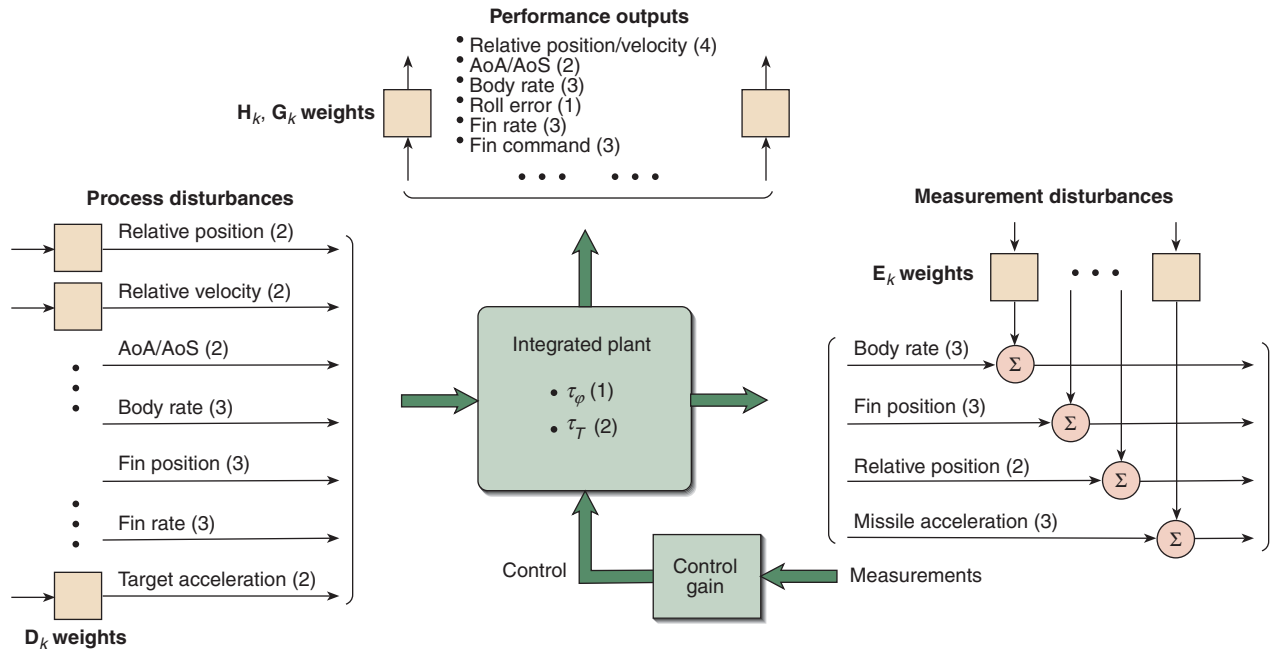 Performance outputs
• Relative position/velocity (4)
• AoA/AoS (2)
• Body rate (3)
• Roll error (1)
• Fin rate (3)
• Fin command (3)
H_k, G_k weights
• • • • • •
Process disturbances
Relative position (2)
Relative velocity (2)
AoA/AoS (2)
Body rate (3)
Fin position (3)
Fin rate (3)
Target acceleration (2)
D_k weights
Integrated plant
• τ_φ (1)
• τ_T (2)
Control
Control
gain
Measurements
Measurement disturbances
E_k weights
• • •
Body rate (3)
Σ
Fin position (3)
Σ
Relative position (2)
Σ
Missile acceleration (3)
Σ